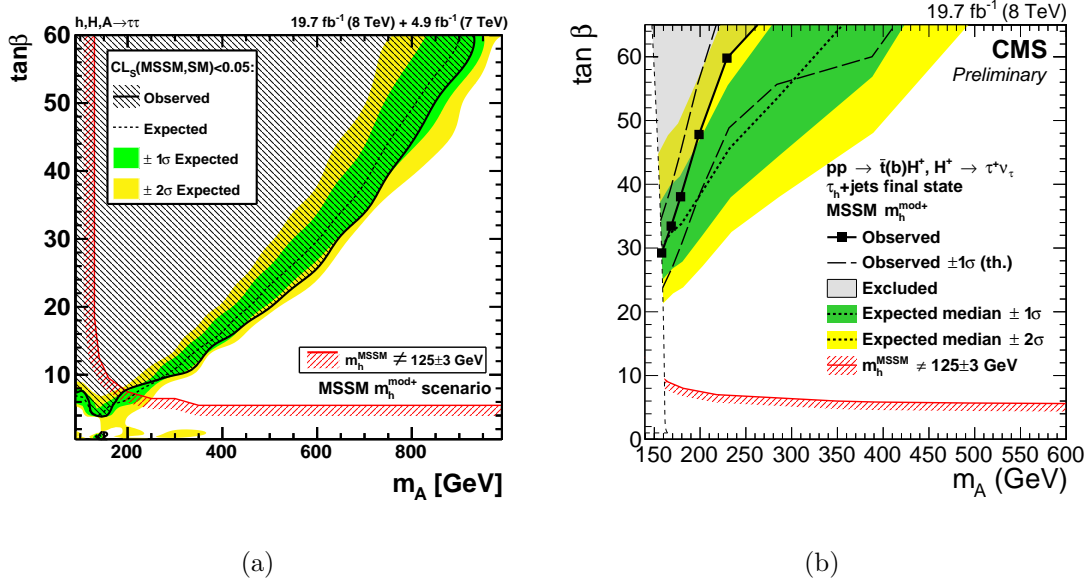 h,H,A→ττ
19.7 fb⁻¹ (8 TeV) + 4.9 fb⁻¹ (7 TeV)
tanβ
60
50
40
30
20
10
CLₛ(MSSM,SM)<0.05:
Observed
Expected
± 1σ Expected
± 2σ Expected
m_h^MSSM ≠ 125±3 GeV
MSSM m_h^mod+ scenario
200 400 600 800
m_A [GeV]
(a)
19.7 fb⁻¹ (8 TeV)
tan β
60
50
40
30
20
10
0
CMS
Preliminary
pp → t̄(b)H⁺, H⁺ → τ⁺ν_τ
τ_h+jets final state
MSSM m_h^mod+
Observed
Observed ±1σ (th.)
Excluded
Expected median ± 1σ
Expected median ± 2σ
m_h^MSSM ≠ 125±3 GeV
150 200 250 300 350 400 450 500 550 600
m_A (GeV)
(b)